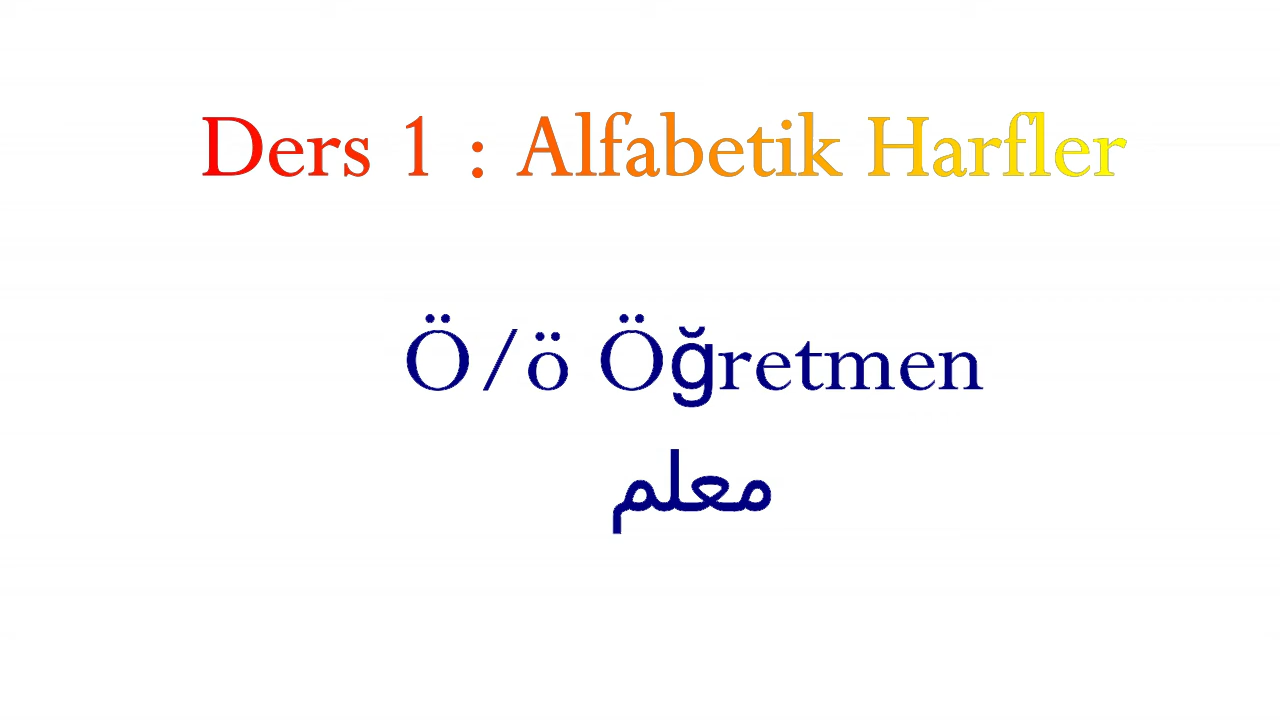 Ders 1 : Alfabetik Harfler
Ö/ö Öğretmen
معلم